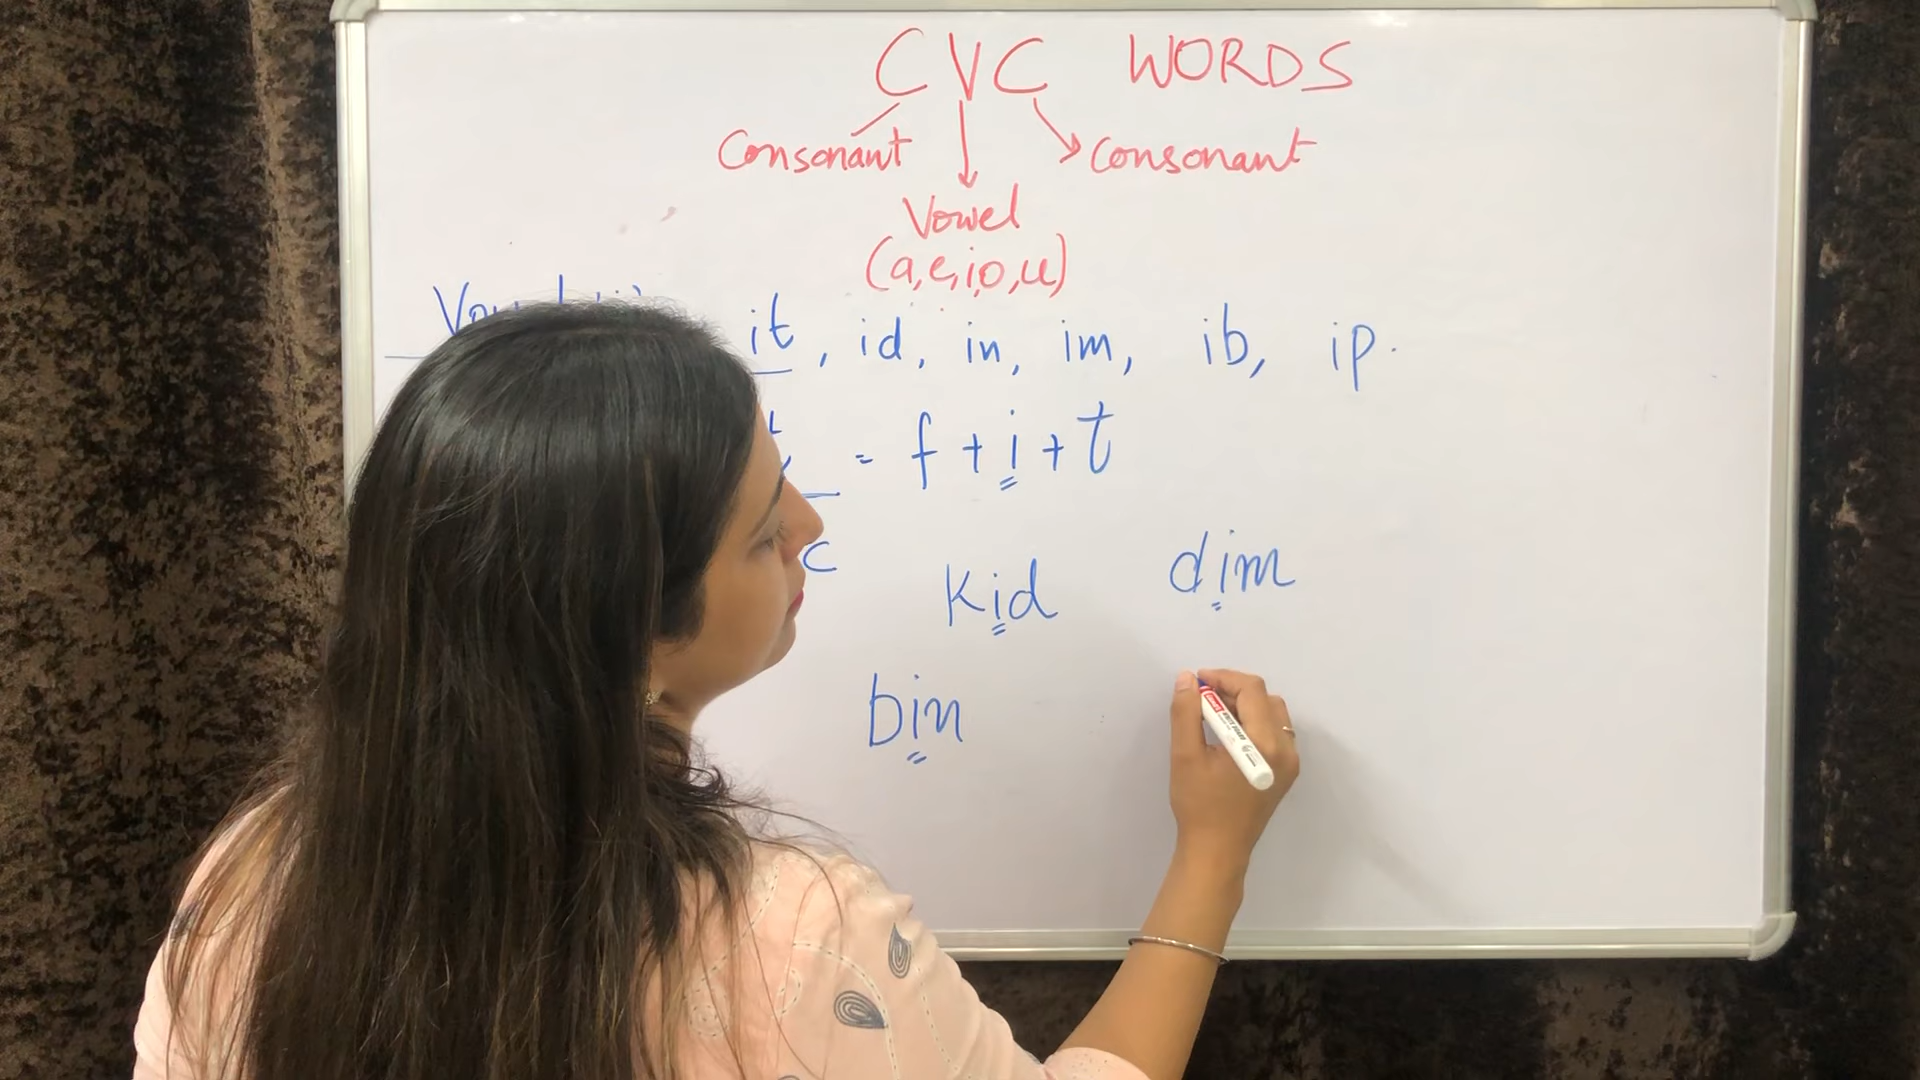 CVC WORDS
Consonant consonant
Vowel
(a,e,i,o,u)
it, id, in, im, ib, ip.
= f + i + t
C
kid dim
bin